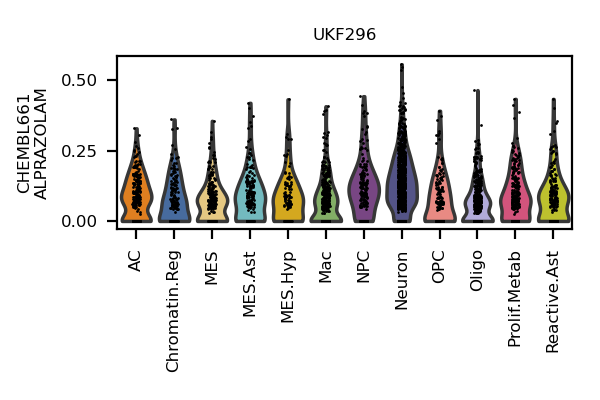 UKF296
CHEMBL661
ALPRAZOLAM
0.50
0.25
0.00
AC
Chromatin.Reg
MES
MES.Ast
MES.Hyp
Mac
NPC
Neuron
OPC
Oligo
Prolif.Metab
Reactive.Ast